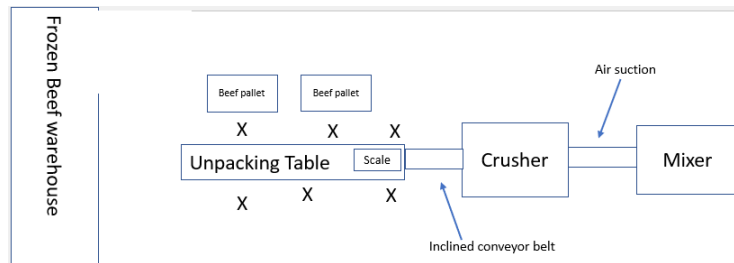 Frozen Beef warehouse
Air suction
Beef pallet
Beef pallet
X
X
X
Unpacking Table
Scale
Crusher
Mixer
X
X
X
Inclined conveyor belt